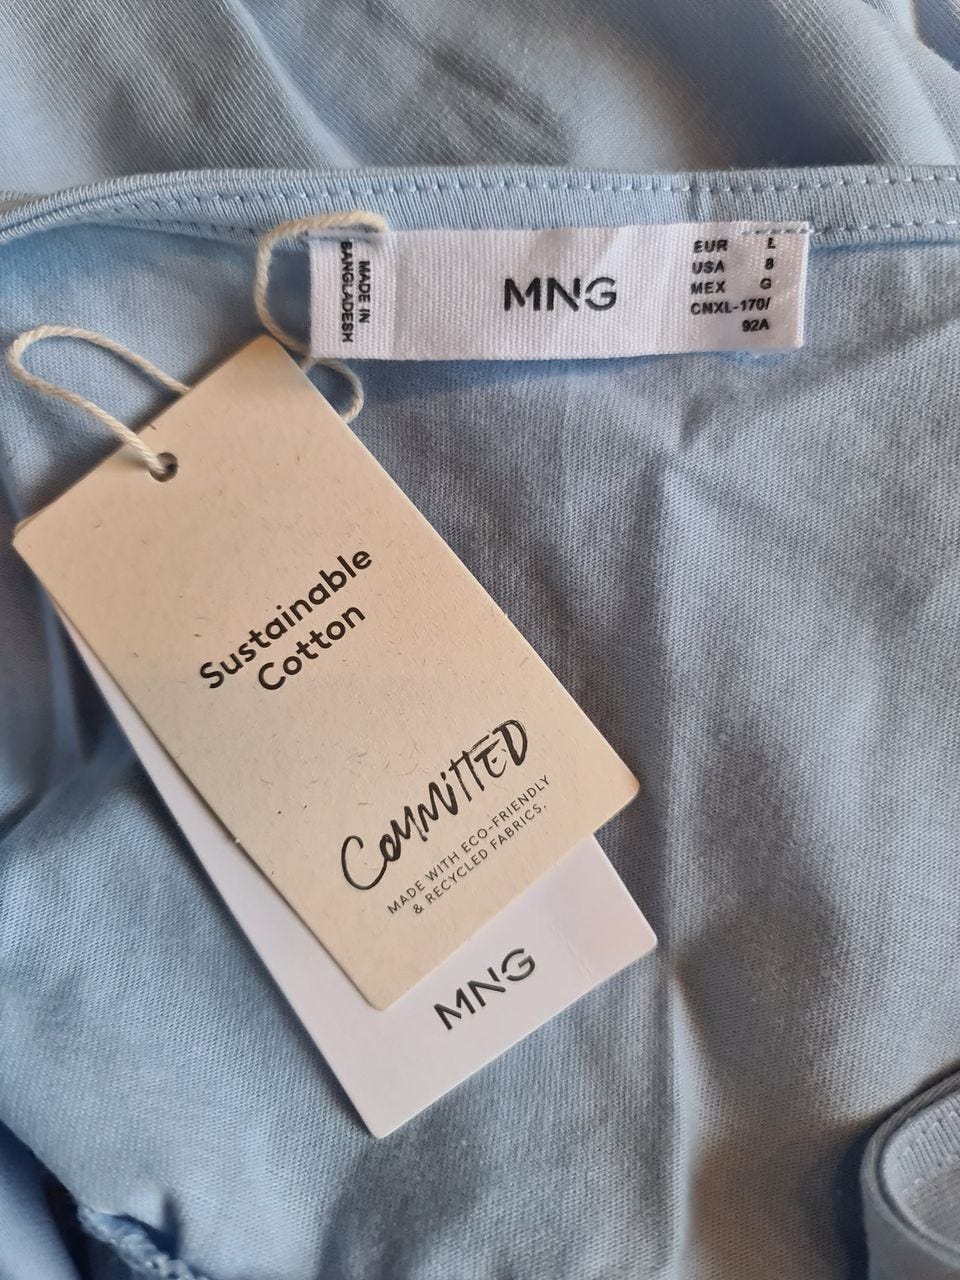 MADE IN
BANGLADESH
MNG
EUR L
USA 8
MEX G
CNXL-170/
92A
Sustainable
Cotton
COMMITTED
MADE WITH ECO-FRIENDLY
& RECYCLED FABRICS.
MNG